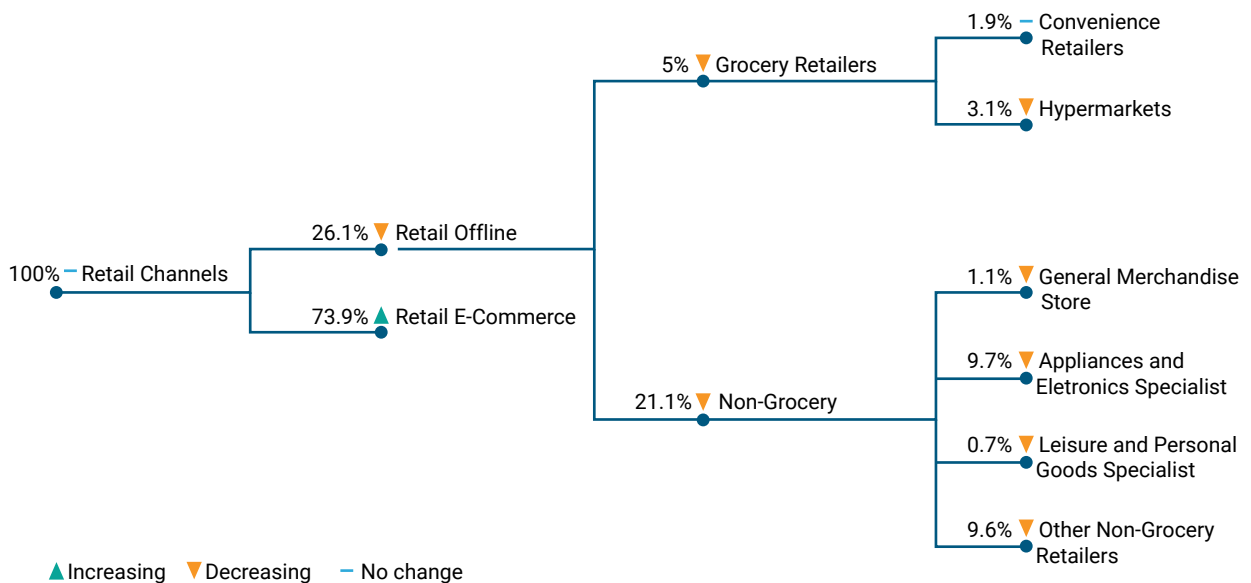 1.9% Convenience
Retailers
5% Grocery Retailers
3.1% Hypermarkets
26.1% Retail Offline
100% Retail Channels
73.9% Retail E-Commerce
1.1% General Merchandise
Store
9.7% Appliances and
Eletronics Specialist
21.1% Non-Grocery
0.7% Leisure and Personal
Goods Specialist
9.6% Other Non-Grocery
Retailers
Increasing Decreasing No change